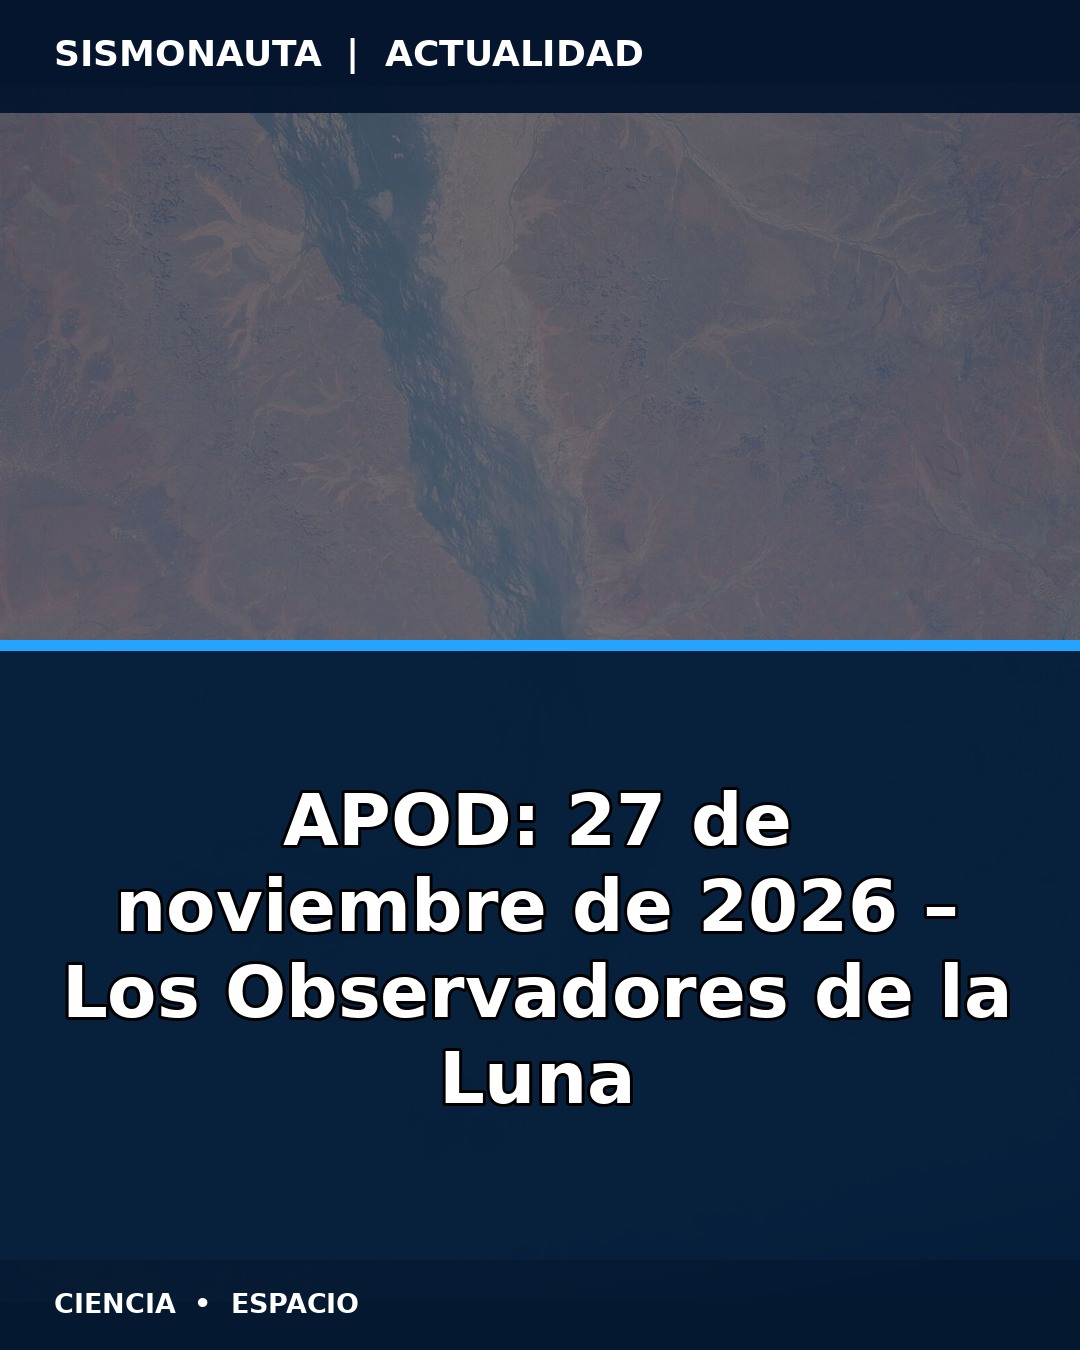 SISMONAUTA | ACTUALIDAD
APOD: 27 de
noviembre de 2026 –
Los Observadores de la
Luna
CIENCIA • ESPACIO